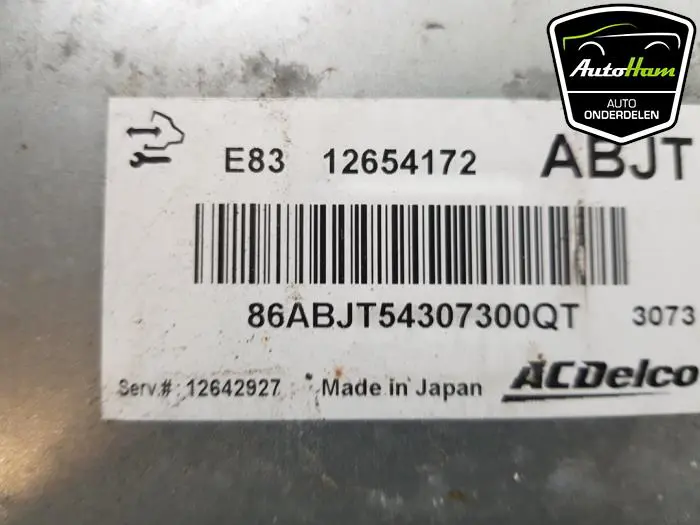 AutoHam
AUTO
ONDERDELEN
E83 12654172 ABJT
86ABJT54307300QT 3073
Serv.#: 12642927 Made in Japan ACDelco